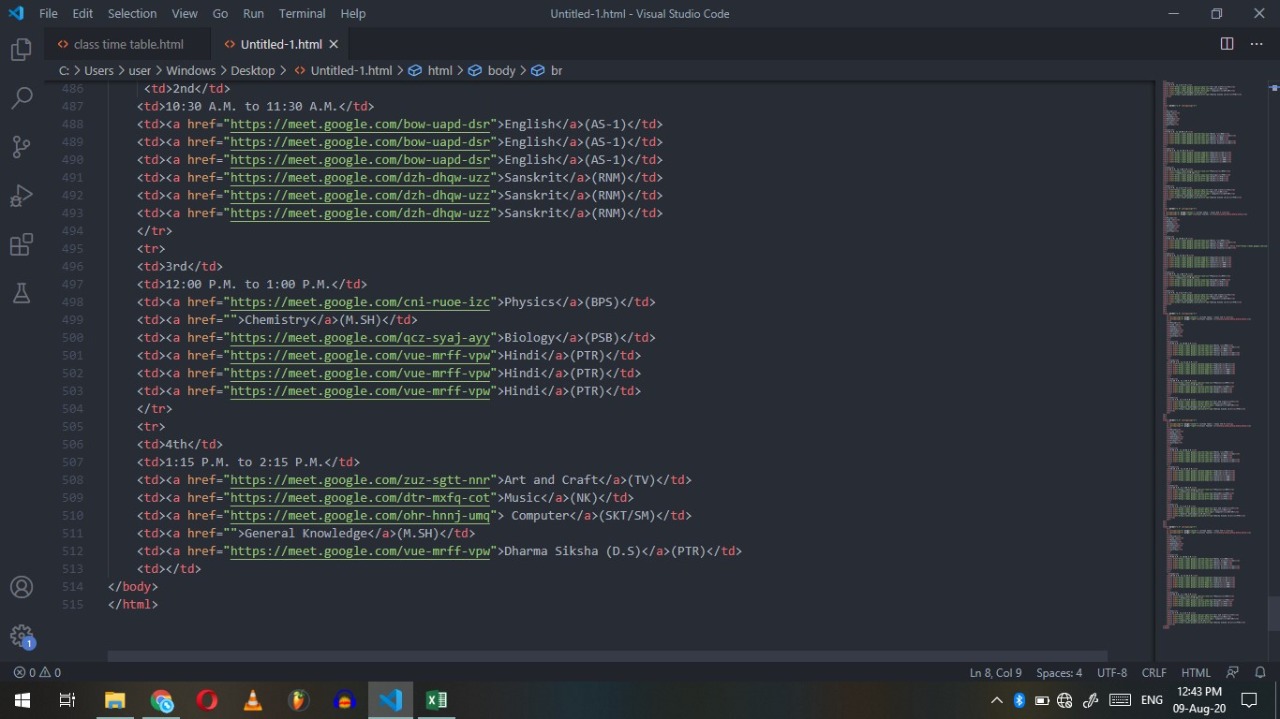 File Edit Selection View Go Run Terminal Help Untitled-1.html - Visual Studio Code
class time table.html Untitled-1.html
C: > Users > user > Windows > Desktop > Untitled-1.html > html > body > br
486 <td>2nd</td>
487 <td>10:30 A.M. to 11:30 A.M.</td>
488 <td><a href="https://meet.google.com/bow-uapd-dsr">English</a>(AS-1)</td>
489 <td><a href="https://meet.google.com/bow-uapd-dsr">English</a>(AS-1)</td>
490 <td><a href="https://meet.google.com/bow-uapd-dsr">English</a>(AS-1)</td>
491 <td><a href="https://meet.google.com/dzh-dhqw-uzz">Sanskrit</a>(RNM)</td>
492 <td><a href="https://meet.google.com/dzh-dhqw-uzz">Sanskrit</a>(RNM)</td>
493 <td><a href="https://meet.google.com/dzh-dhqw-uzz">Sanskrit</a>(RNM)</td>
494 </tr>
495 <tr>
496 <td>3rd</td>
497 <td>12:00 P.M. to 1:00 P.M.</td>
498 <td><a href="https://meet.google.com/cni-ruoe-izc">Physics</a>(BPS)</td>
499 <td><a href="">Chemistry</a>(M.SH)</td>
500 <td><a href="https://meet.google.com/qcz-syaj-ayy">Biology</a>(PSB)</td>
501 <td><a href="https://meet.google.com/vue-mrff-vpw">Hindi</a>(PTR)</td>
502 <td><a href="https://meet.google.com/vue-mrff-vpw">Hindi</a>(PTR)</td>
503 <td><a href="https://meet.google.com/vue-mrff-vpw">Hindi</a>(PTR)</td>
504 </tr>
505 <tr>
506 <td>4th</td>
507 <td>1:15 P.M. to 2:15 P.M.</td>
508 <td><a href="https://meet.google.com/zuz-sgtt-nnr">Art and Craft</a>(TV)</td>
509 <td><a href="https://meet.google.com/dtr-mxfq-cot">Music</a>(NK)</td>
510 <td><a href="https://meet.google.com/ohr-hnnj-umq"> Computer</a>(SKT/SM)</td>
511 <td><a href="">General Knowledge</a>(M.SH)</td>
512 <td><a href="https://meet.google.com/vue-mrff-vpw">Dharma Siksha (D.S)</a>(PTR)</td>
513 <td></td>
514 </body>
515 </html>
1
0 0 Ln 8, Col 9 Spaces: 4 UTF-8 CRLF HTML
ENG 12:43 PM
09-Aug-20